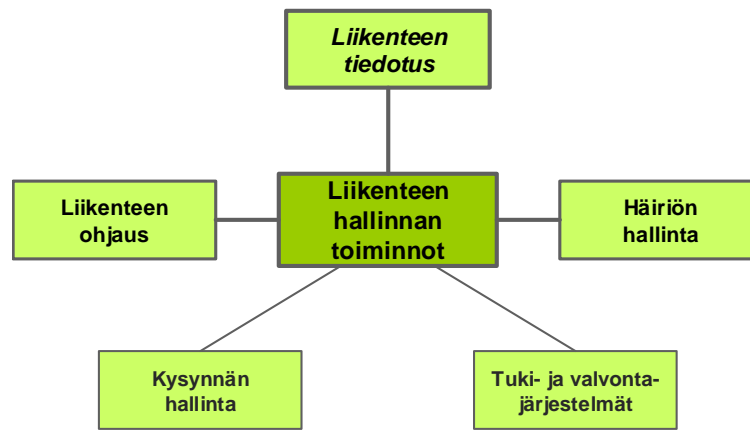 Liikenteen
tiedotus
Liikenteen
ohjaus
Liikenteen
hallinnan
toiminnot
Häiriön
hallinta
Kysynnän
hallinta
Tuki- ja valvonta-
järjestelmät